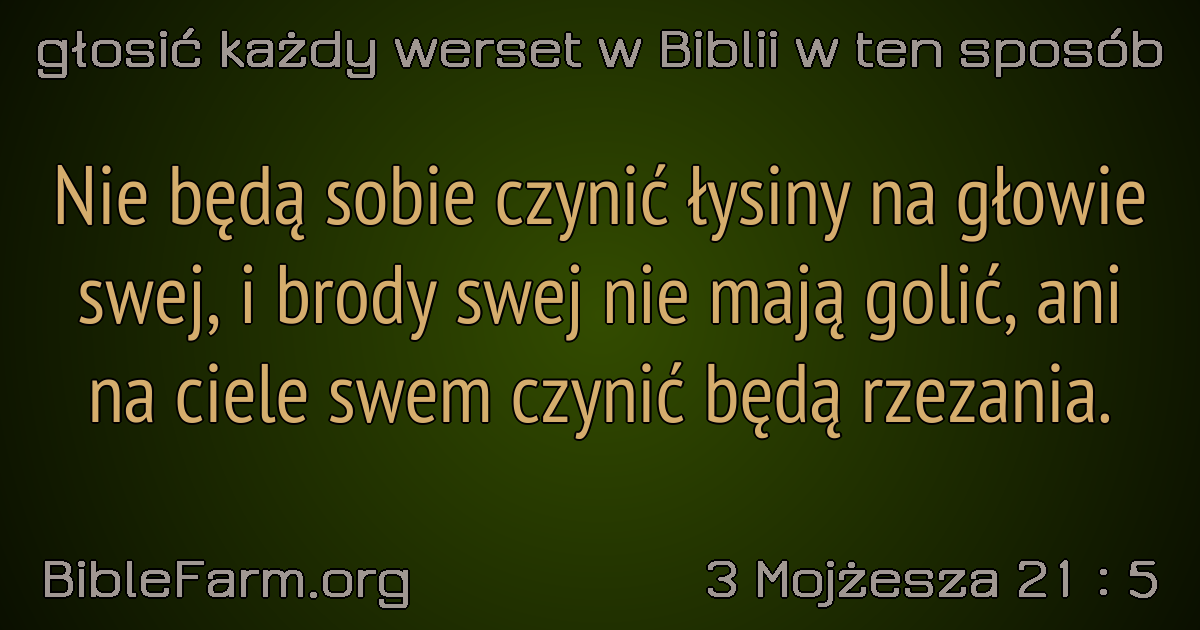 głosić każdy werset w Biblii w ten sposób
Nie będą sobie czynić łysiny na głowie
swej, i brody swej nie mają golić, ani
na ciele swem czynić będą rzezania.
BibleFarm.org
3 Mojżesza 21 : 5